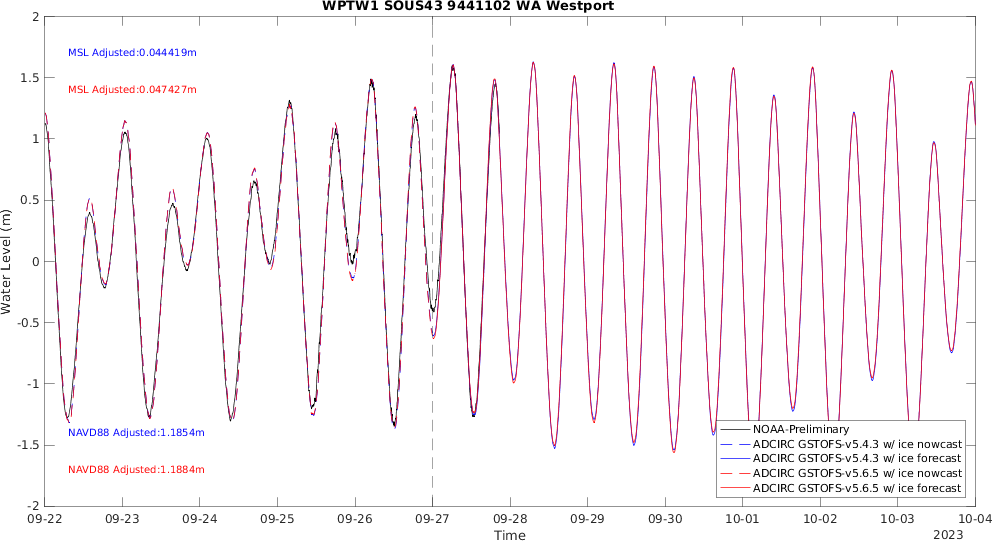 WPTW1 SOUS43 9441102 WA Westport
2
1.5
1
0.5
0
-0.5
-1
-1.5
-2
Water Level (m)
MSL Adjusted:0.044419m
MSL Adjusted:0.047427m
NAVD88 Adjusted:1.1854m
NAVD88 Adjusted:1.1884m
NOAA-Preliminary
ADCIRC GSTOFS-v5.4.3 w/ ice nowcast
ADCIRC GSTOFS-v5.4.3 w/ ice forecast
ADCIRC GSTOFS-v5.6.5 w/ ice nowcast
ADCIRC GSTOFS-v5.6.5 w/ ice forecast
09-22 09-23 09-24 09-25 09-26 09-27 09-28 09-29 09-30 10-01 10-02 10-03 10-04
Time
2023